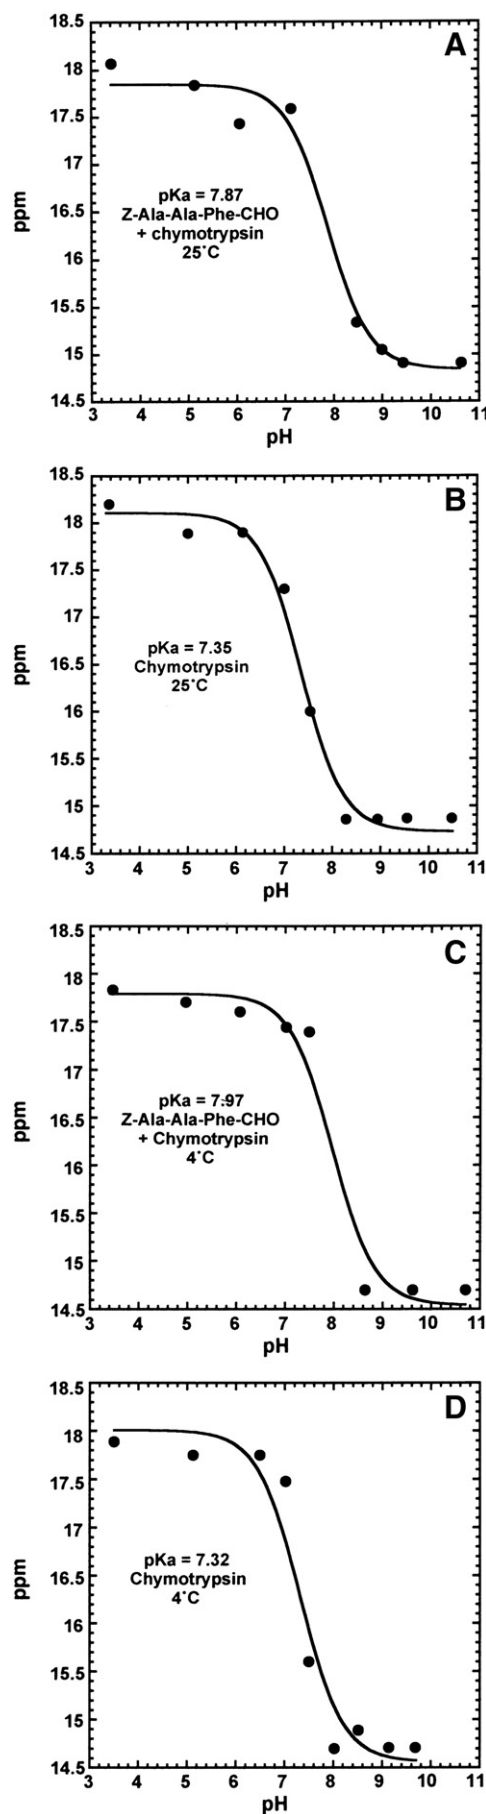 A
18.5
18
17.5
17
16.5
16
15.5
15
14.5
ppm
pKa = 7.87
Z-Ala-Ala-Phe-CHO
+ chymotrypsin
25°C
3 4 5 6 7 8 9 10 11
pH
B
18.5
18
17.5
17
16.5
16
15.5
15
14.5
ppm
pKa = 7.35
Chymotrypsin
25°C
3 4 5 6 7 8 9 10 11
pH
C
18.5
18
17.5
17
16.5
16
15.5
15
14.5
ppm
pKa = 7.97
Z-Ala-Ala-Phe-CHO
+ Chymotrypsin
4°C
3 4 5 6 7 8 9 10 11
pH
D
18.5
18
17.5
17
16.5
16
15.5
15
14.5
ppm
pKa = 7.32
Chymotrypsin
4°C
3 4 5 6 7 8 9 10 11
pH